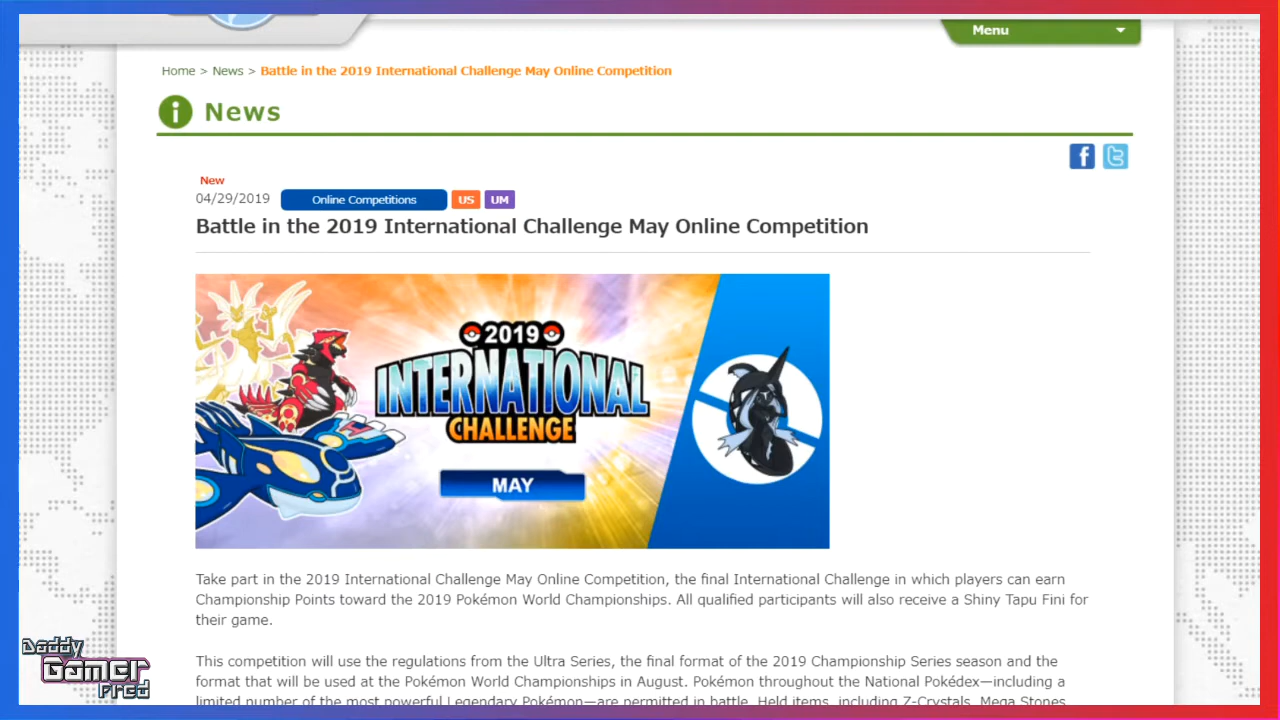 Menu
Home > News > Battle in the 2019 International Challenge May Online Competition
News
New
04/29/2019 Online Competitions US UM
Battle in the 2019 International Challenge May Online Competition
2019
INTERNATIONAL
CHALLENGE
MAY
Take part in the 2019 International Challenge May Online Competition, the final International Challenge in which players can earn
Championship Points toward the 2019 Pokémon World Championships. All qualified participants will also receive a Shiny Tapu Fini for
their game.
This competition will use the regulations from the Ultra Series, the final format of the 2019 Championship Series season and the
format that will be used at the Pokémon World Championships in August. Pokémon throughout the National Pokédex—including a
limited number of the most powerful Legendary Pokémon—are permitted in battle. Held items, including Z-Crystals, Mega Stones,
Daddy
Gamer
Fred